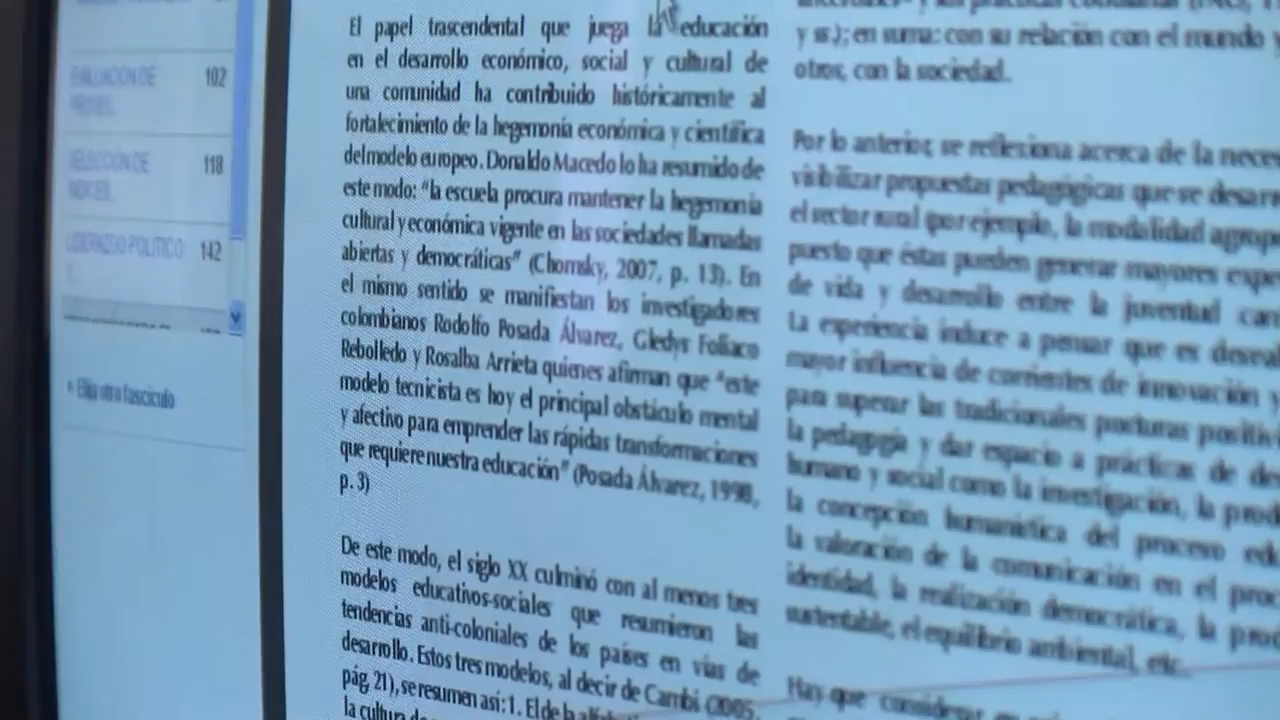 EVALUACION DE 102
PROYEC...
SELECCIÓN DE 118
INDICES...
LIDERAZGO POLÍTICO 142
Y...
Elija otro fascículo
El papel trascendental que juega la educación
en el desarrollo económico, social y cultural de
una comunidad ha contribuido históricamente al
fortalecimiento de la hegemonía económica y científica
del modelo europeo. Donaldo Macedo lo ha resumido de
este modo: "la escuela procura mantener la hegemonía
cultural y económica vigente en las sociedades llamadas
abiertas y democráticas" (Chomsky, 2007, p. 13). En
el mismo sentido se manifiestan los investigadores
colombianos Rodolfo Posada Álvarez, Gledys Folíaco
Rebolledo y Rosalba Arrieta quienes afirman que "este
modelo tecnicista es hoy el principal obstáculo mental
y afectivo para emprender las rápidas transformaciones
que requiere nuestra educación" (Posada Álvarez, 1998,
p. 3)
De este modo, el siglo XX culminó con al menos tres
modelos educativos-sociales que resumieron las
tendencias anti-coloniales de los países en vías de
desarrollo. Estos tres modelos, al decir de Cambi (2005,
pág. 21), se resumen así: 1. El de la
la cultura
y ss.); en suma: con su relación con el mundo y
otros, con la sociedad.
Por lo anterior, se reflexiona acerca de la
visibilizar propuestas pedagógicas que se
el sector rural (por ejemplo, la modalidad
puesto que éstas pueden generar mayores
de vida y desarrollo entre la juventud
La experiencia induce a pensar que es
mayor influencia de corrientes de innovación y
para superar las tradicionales posturas
la pedagogía y dar espacio a prácticas de
humano y social como la investigación, la
la concepción humanística del proceso
la valoración de la comunicación en el
identidad, la realización democrática, la
sustentable, el equilibrio ambiental, etc.
Hay que considerar